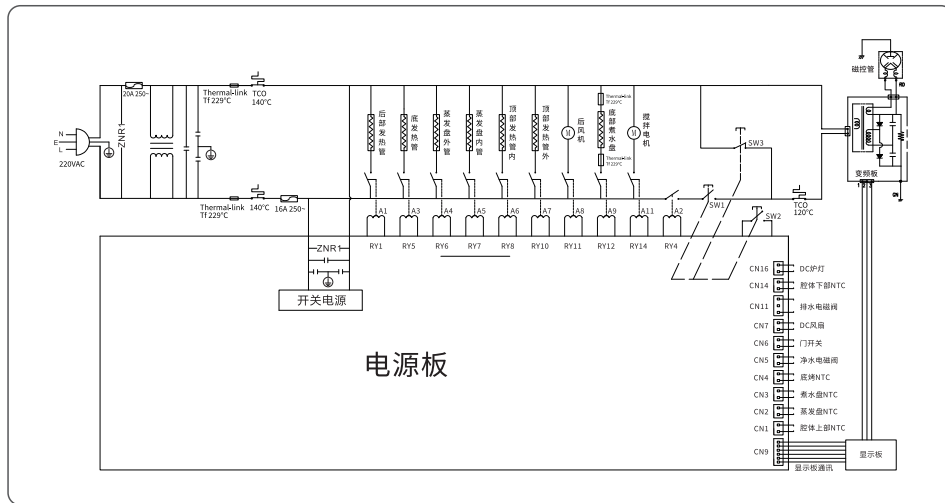 磁控管
20A 250~
Thermal-link
Tf 229℃
TCO
140℃
ZNR1
N
E
L
220VAC
后部发热管
底发热管
蒸发盘外管
蒸发盘内管
顶部发热管内
顶部发热管外
后风机
M
Thermal-link
Tf 229℃
底部煮水盘
Thermal-link
Tf 229℃
搅拌电机
M
SW3
变频板
1 2 3
Thermal-link
Tf 229℃
140℃
16A 250~
A1
A3
A4
A5
A6
A7
A8
A9
A11
A2
SW1
SW2
TCO
120℃
ZNR1
RY1
RY5
RY6
RY7
RY8
RY10
RY11
RY12
RY14
RY4
开关电源
电源板
CN16 DC炉灯
CN14 腔体下部NTC
CN11 排水电磁阀
CN7 DC风扇
CN6 门开关
CN5 净水电磁阀
CN4 底烤NTC
CN3 煮水盘NTC
CN2 蒸发盘NTC
CN1 腔体上部NTC
CN9
显示板
显示板通讯